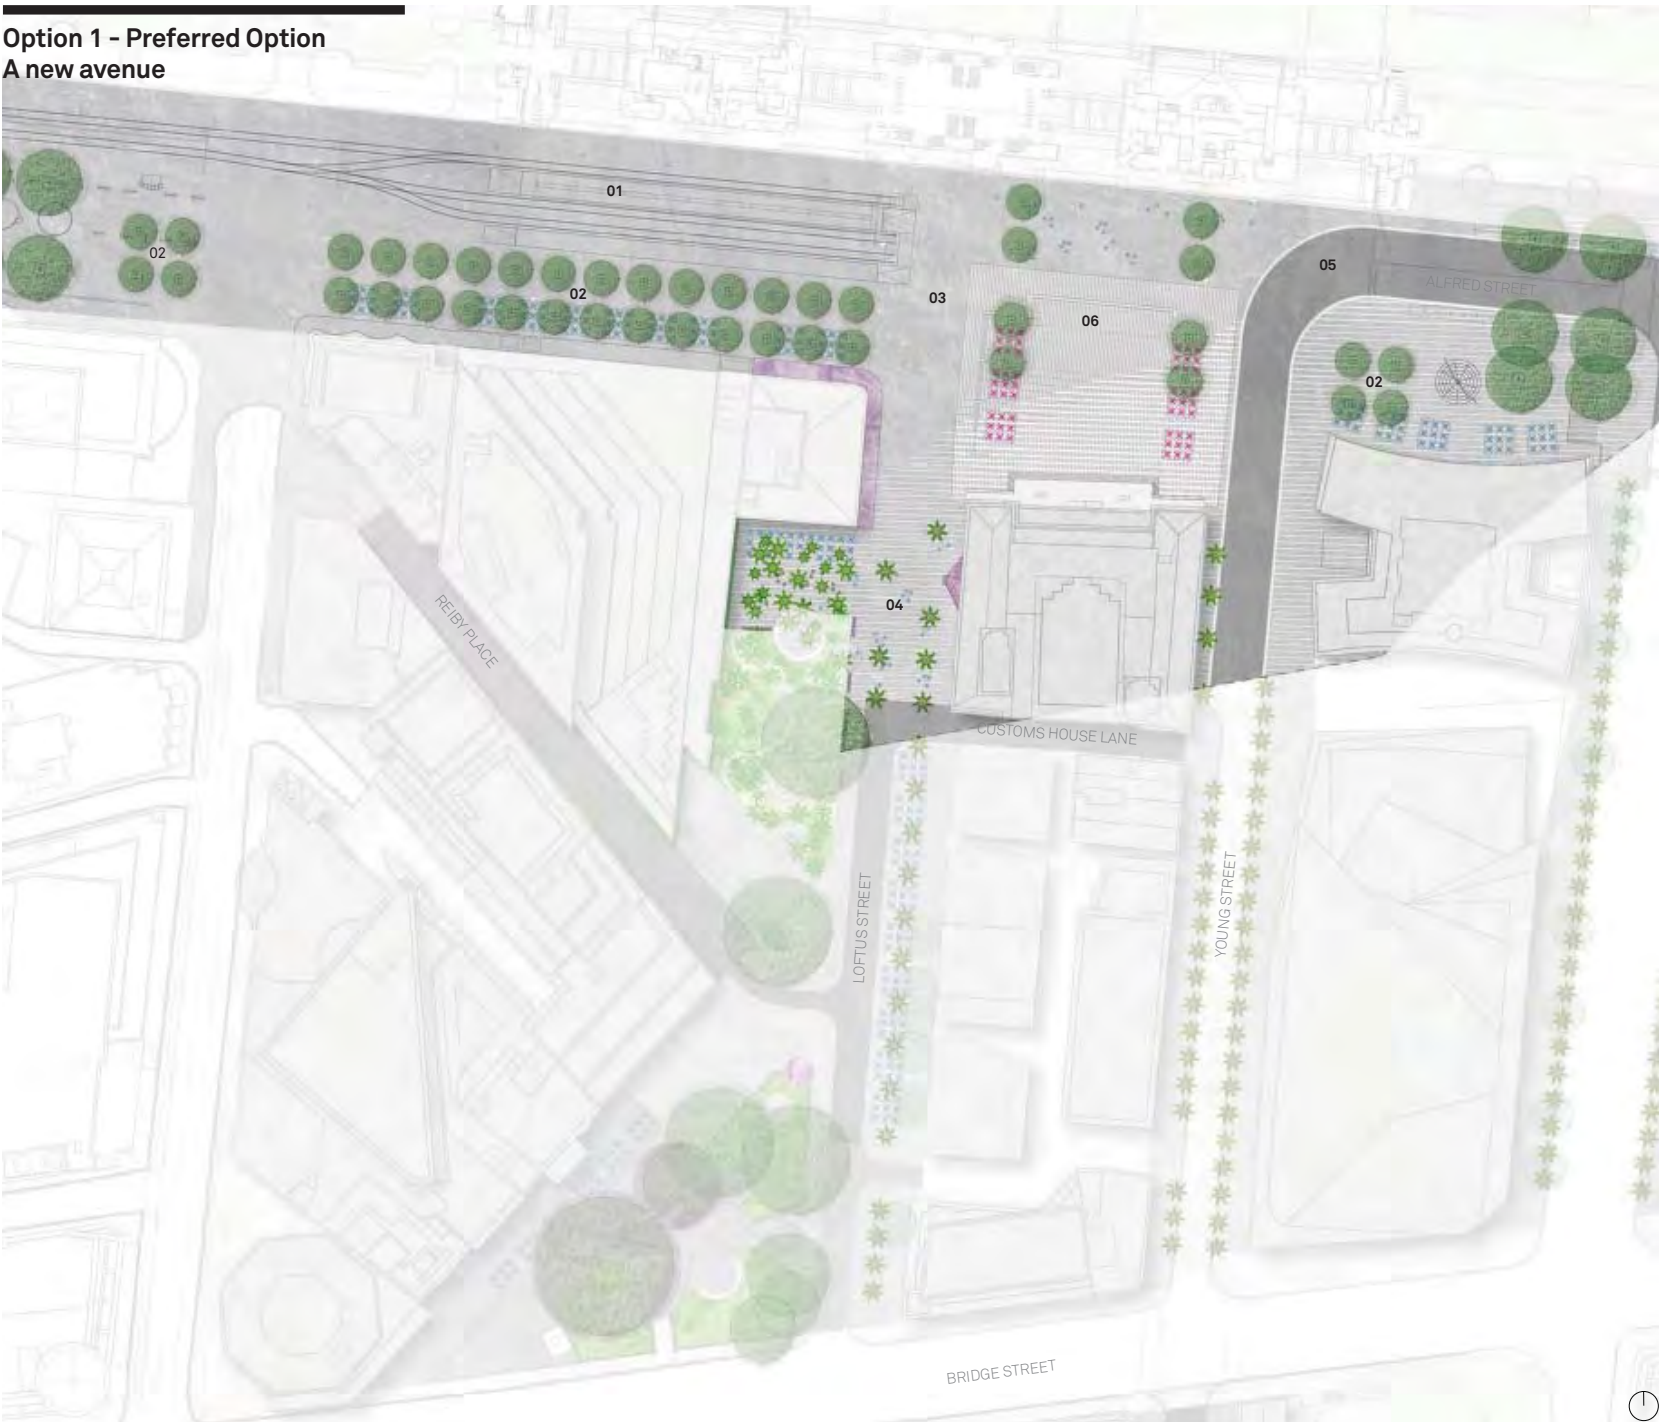 Option 1 - Preferred Option
A new avenue
01
02
02
03
04
05
06
02
ALFRED STREET
REIBY PLACE
CUSTOMS HOUSE LANE
LOFTUS STREET
YOUNG STREET
BRIDGE STREET